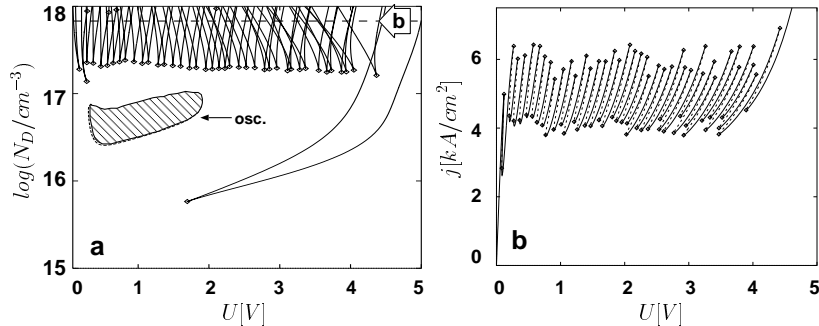 18
17
16
15
log(N_D/cm^{-3})
b
osc.
a
0 1 2 3 4 5
U[V]
6
4
2
0
j[kA/cm^2]
b
0 1 2 3 4 5
U[V]